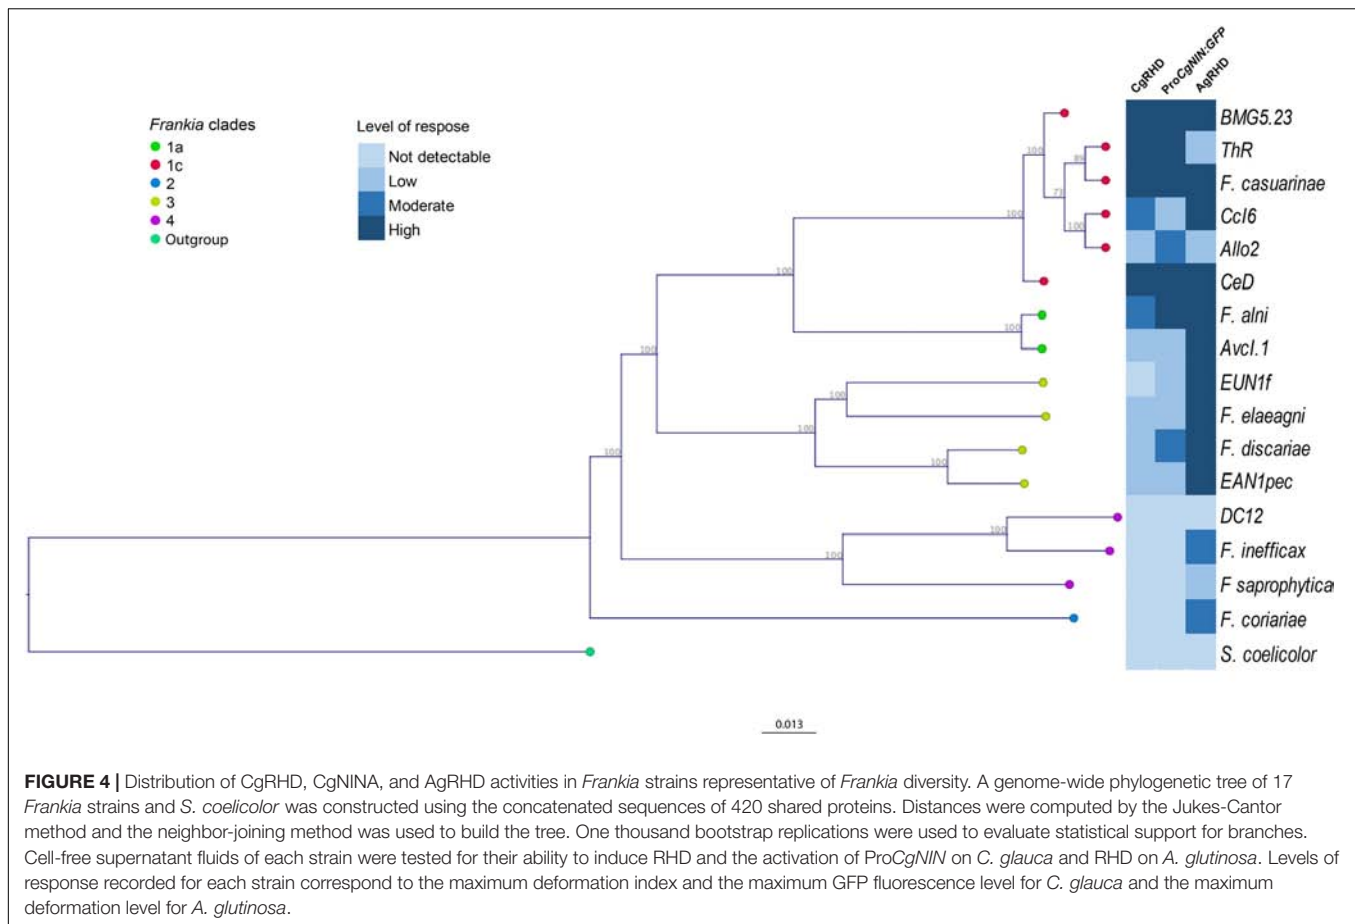 CgRHD
ProCgNIN:GFP
AgRHD
Frankia clades
1a
1c
2
3
4
Outgroup
Level of respose
Not detectable
Low
Moderate
High
100
89
73
100
100
100
100
100
100
100
100
100
100
100
BMG5.23
ThR
F. casuarinae
CcI6
Allo2
CeD
F. alni
AvcI.1
EUN1f
F. elaeagni
F. discariae
EAN1pec
DC12
F. inefficax
F saprophytica
F. coriariae
S. coelicolor
0.013
FIGURE 4 | Distribution of CgRHD, CgNINA, and AgRHD activities in Frankia strains representative of Frankia diversity. A genome-wide phylogenetic tree of 17
Frankia strains and S. coelicolor was constructed using the concatenated sequences of 420 shared proteins. Distances were computed by the Jukes-Cantor
method and the neighbor-joining method was used to build the tree. One thousand bootstrap replications were used to evaluate statistical support for branches.
Cell-free supernatant fluids of each strain were tested for their ability to induce RHD and the activation of ProCgNIN on C. glauca and RHD on A. glutinosa. Levels of
response recorded for each strain correspond to the maximum deformation index and the maximum GFP fluorescence level for C. glauca and the maximum
deformation level for A. glutinosa.